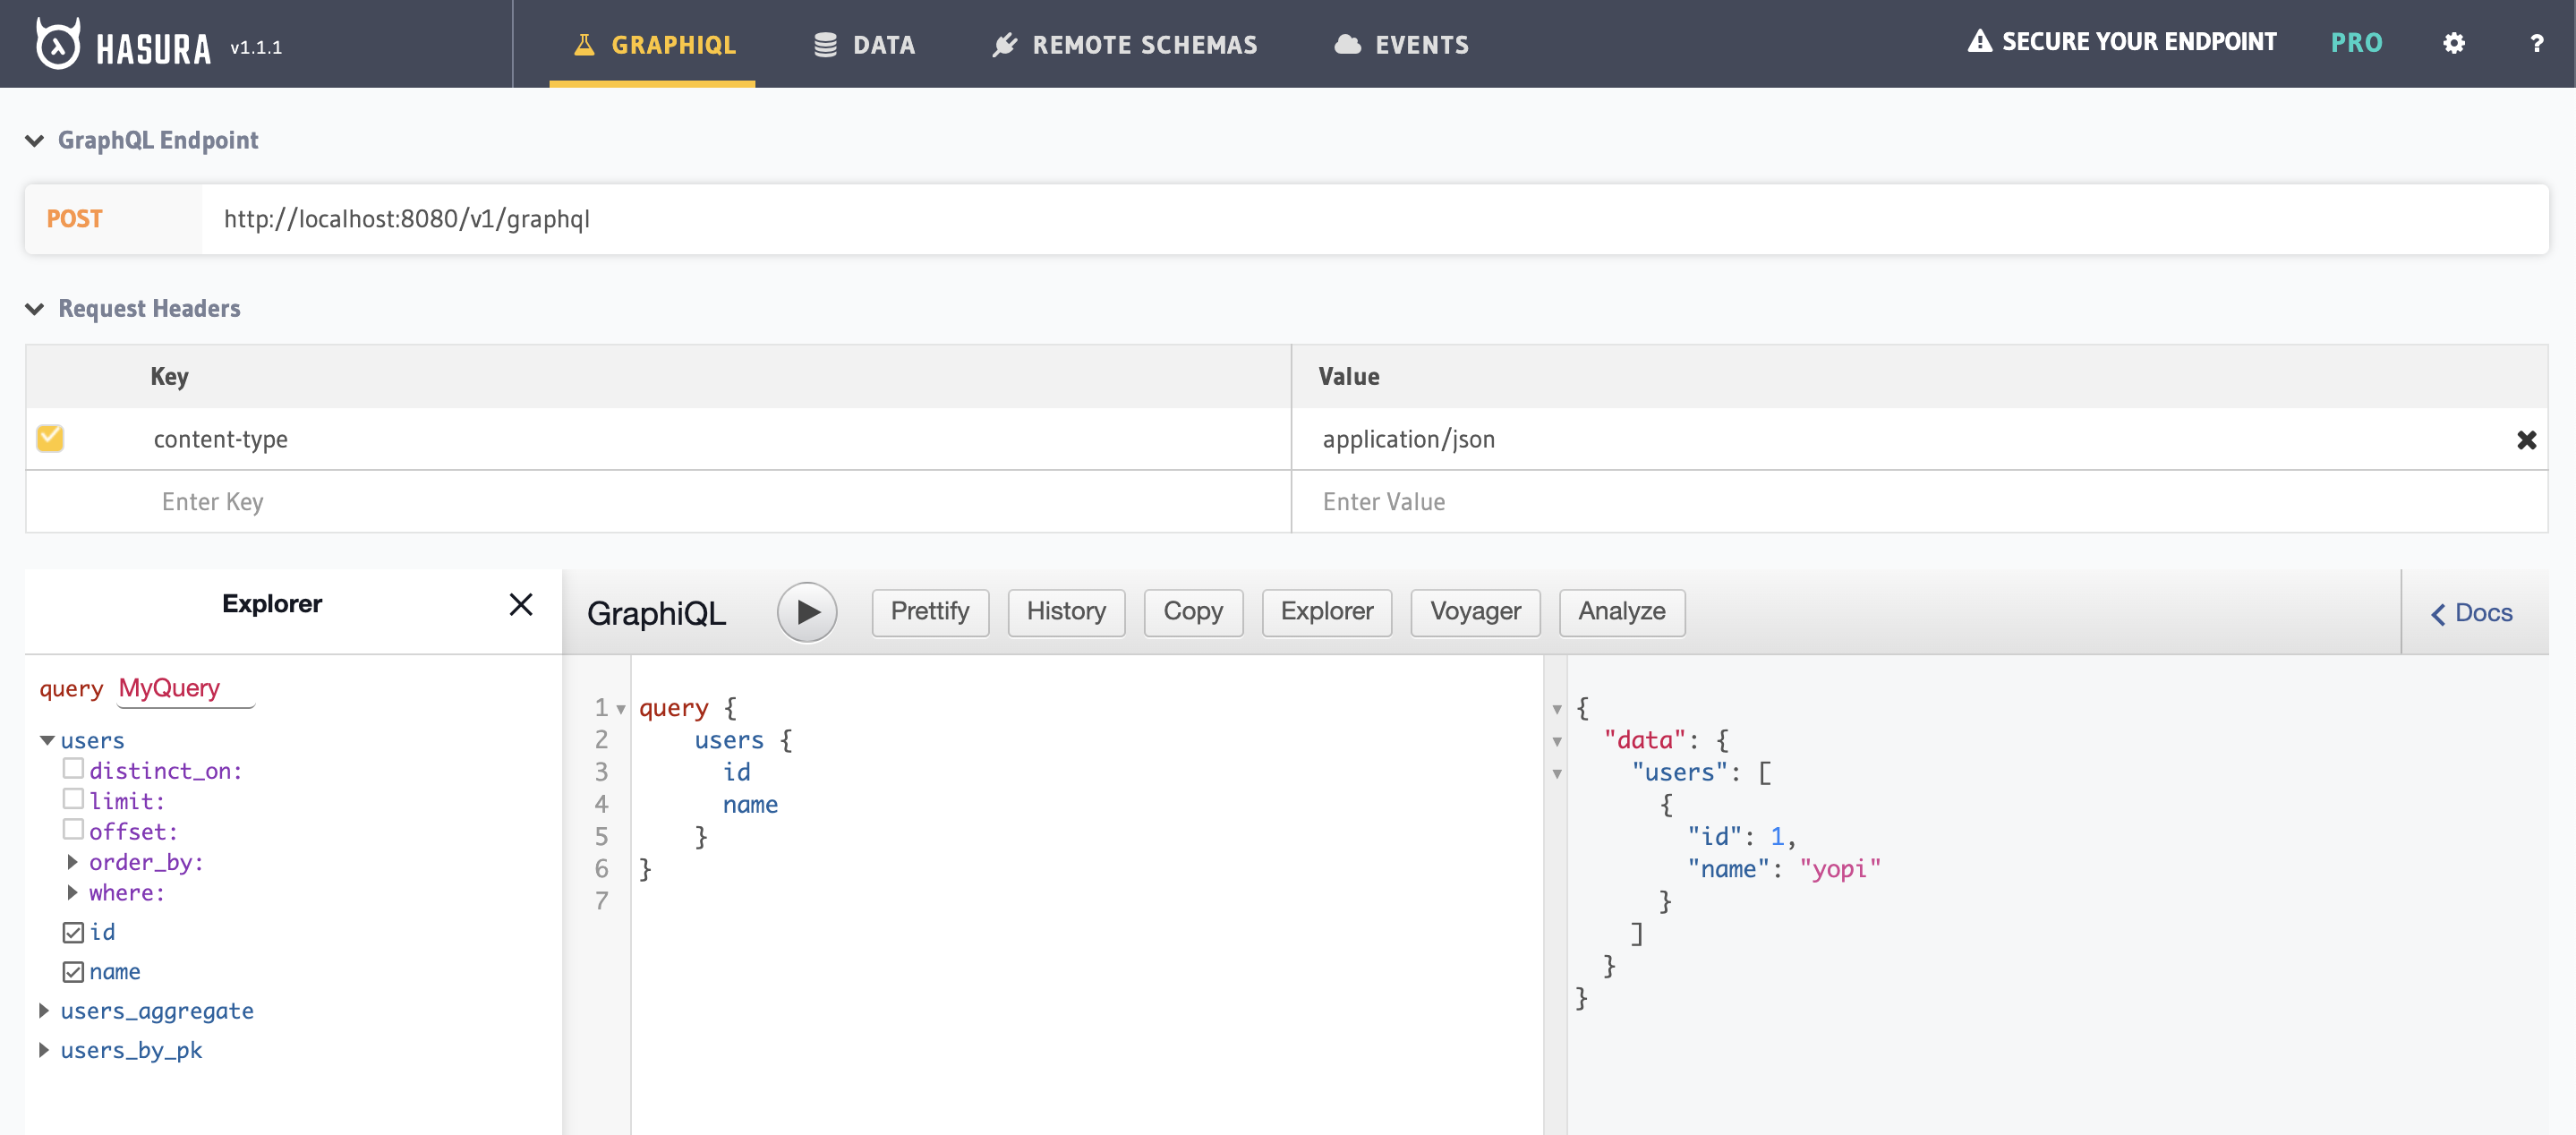 HASURA v1.1.1 GRAPHIQL DATA REMOTE SCHEMAS EVENTS SECURE YOUR ENDPOINT PRO ?
GraphQL Endpoint
POST http://localhost:8080/v1/graphql
Request Headers
Key Value
content-type application/json
Enter Key Enter Value
Explorer
GraphiQL Prettify History Copy Explorer Voyager Analyze Docs
query MyQuery
users
distinct_on:
limit:
offset:
order_by:
where:
id
name
users_aggregate
users_by_pk
1 query {
2 users {
3 id
4 name
5 }
6 }
7
{
"data": {
"users": [
{
"id": 1,
"name": "yopi"
}
]
}
}